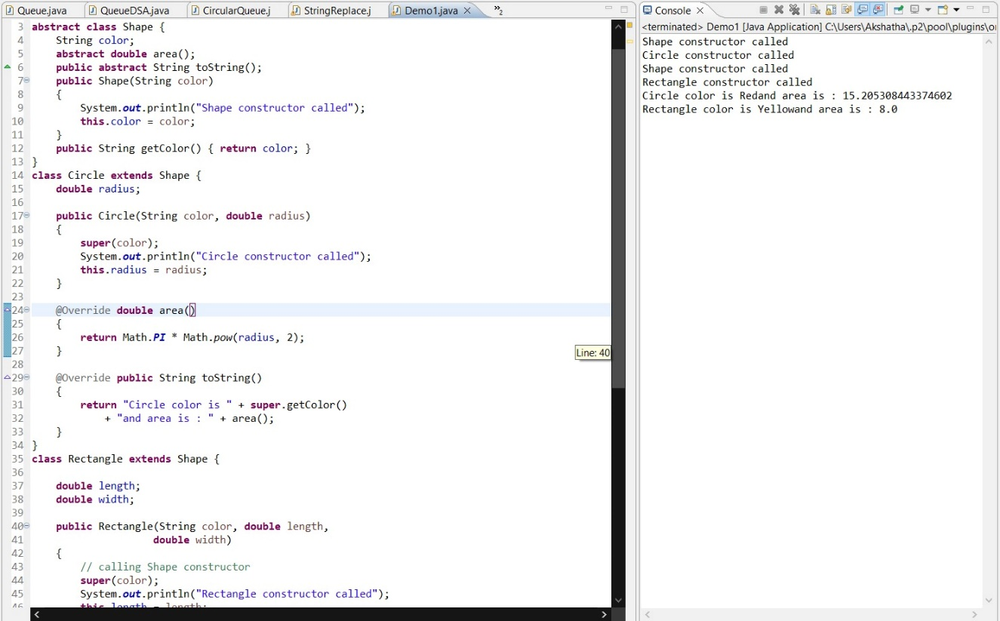 Queue.java QueueDSA.java CircularQueue.j StringReplace.j Demo1.java »2
3 abstract class Shape {
4 String color;
5 abstract double area();
6 public abstract String toString();
7 public Shape(String color)
8 {
9 System.out.println("Shape constructor called");
10 this.color = color;
11 }
12 public String getColor() { return color; }
13 }
14 class Circle extends Shape {
15 double radius;
16
17 public Circle(String color, double radius)
18 {
19 super(color);
20 System.out.println("Circle constructor called");
21 this.radius = radius;
22 }
23
24 @Override double area()
25 {
26 return Math.PI * Math.pow(radius, 2);
27 }
28
29 @Override public String toString()
30 {
31 return "Circle color is " + super.getColor()
32 + "and area is : " + area();
33 }
34 }
35 class Rectangle extends Shape {
36
37 double length;
38 double width;
39
40 public Rectangle(String color, double length,
41 double width)
42 {
43 // calling Shape constructor
44 super(color);
45 System.out.println("Rectangle constructor called");
46 this.length = length;
Line: 40
Console
<terminated> Demo1 [Java Application] C:\Users\Akshatha\.p2\pool\plugins\o
Shape constructor called
Circle constructor called
Shape constructor called
Rectangle constructor called
Circle color is Redand area is : 15.205308443374602
Rectangle color is Yellowand area is : 8.0